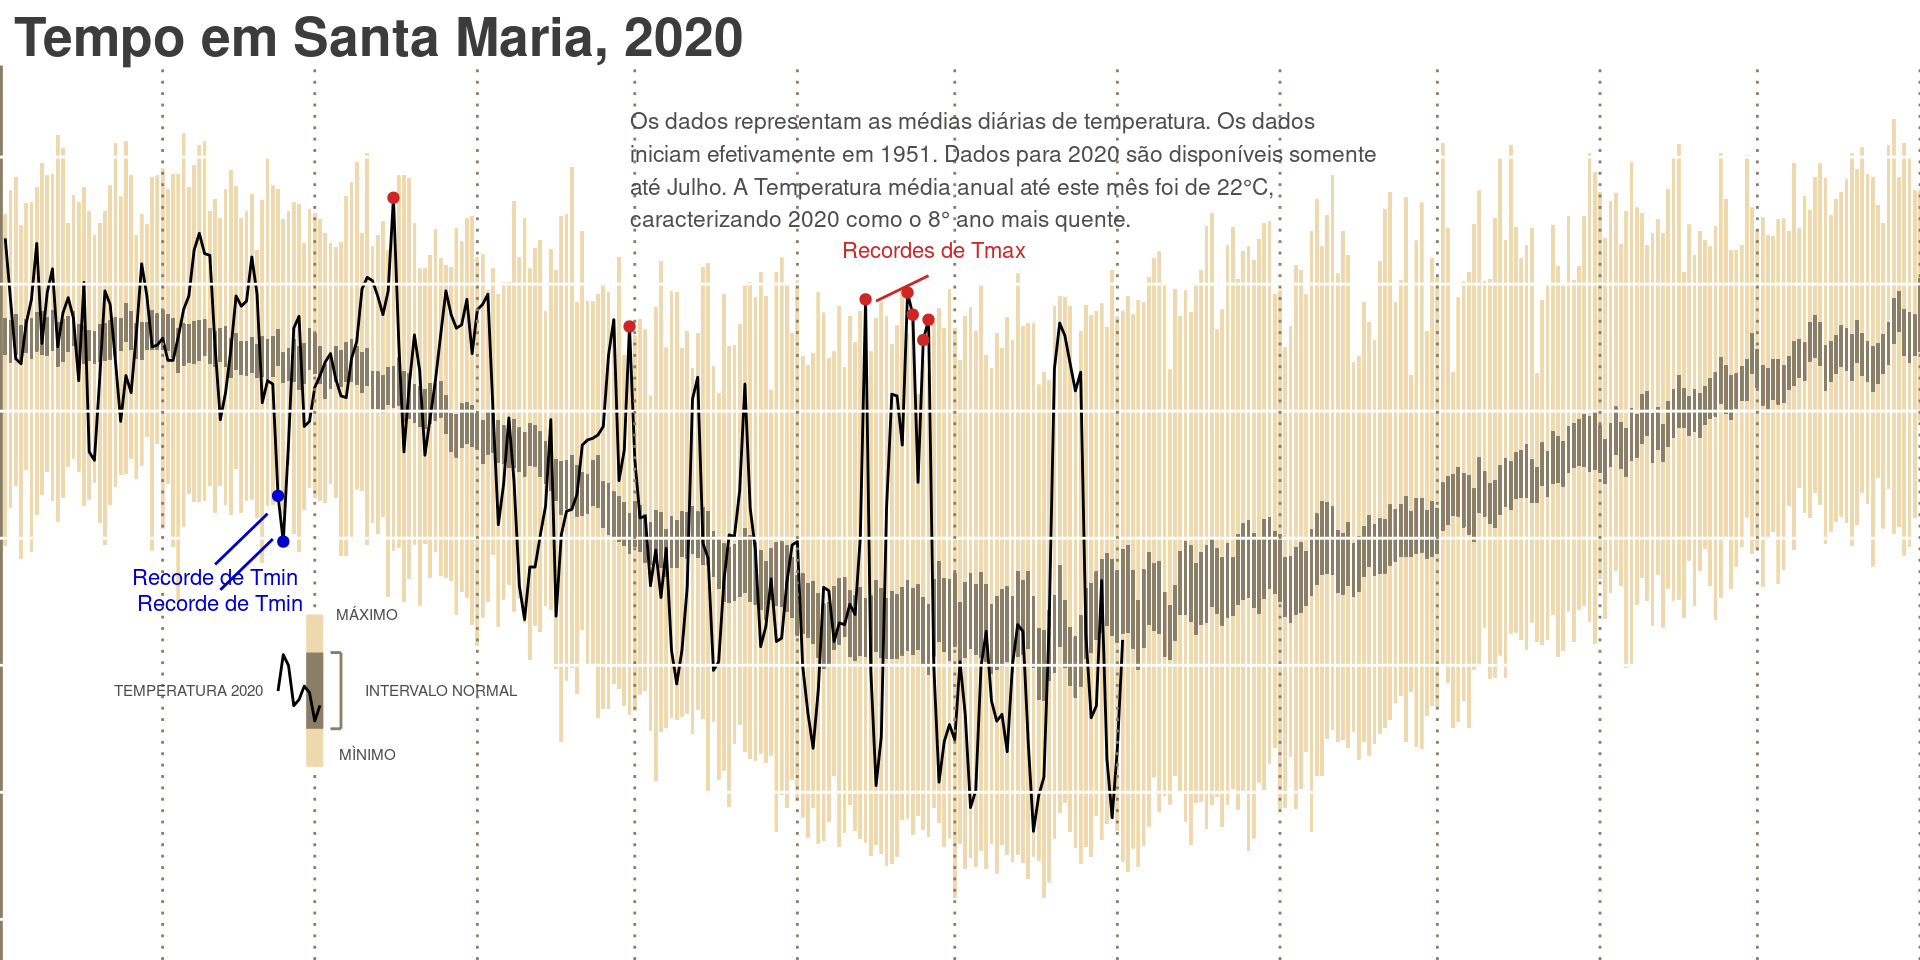 Tempo em Santa Maria, 2020
Os dados representam as médias diárias de temperatura. Os dados
iniciam efetivamente em 1951. Dados para 2020 são disponíveis somente
até Julho. A Temperatura média anual até este mês foi de 22°C,
caracterizando 2020 como o 8° ano mais quente.
Recordes de Tmax
Recorde de Tmin
Recorde de Tmin
MÁXIMO
TEMPERATURA 2020
INTERVALO NORMAL
MÌNIMO